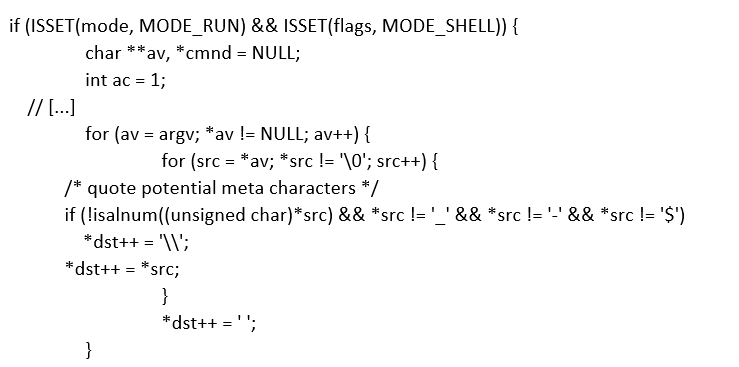 if (ISSET(mode, MODE_RUN) && ISSET(flags, MODE_SHELL)) {
char **av, *cmnd = NULL;
int ac = 1;
// [...]
for (av = argv; *av != NULL; av++) {
for (src = *av; *src != '\0'; src++) {
/* quote potential meta characters */
if (!isalnum((unsigned char)*src) && *src != '_' && *src != '-' && *src != '$')
*dst++ = '\\';
*dst++ = *src;
}
*dst++ = ' ';
}